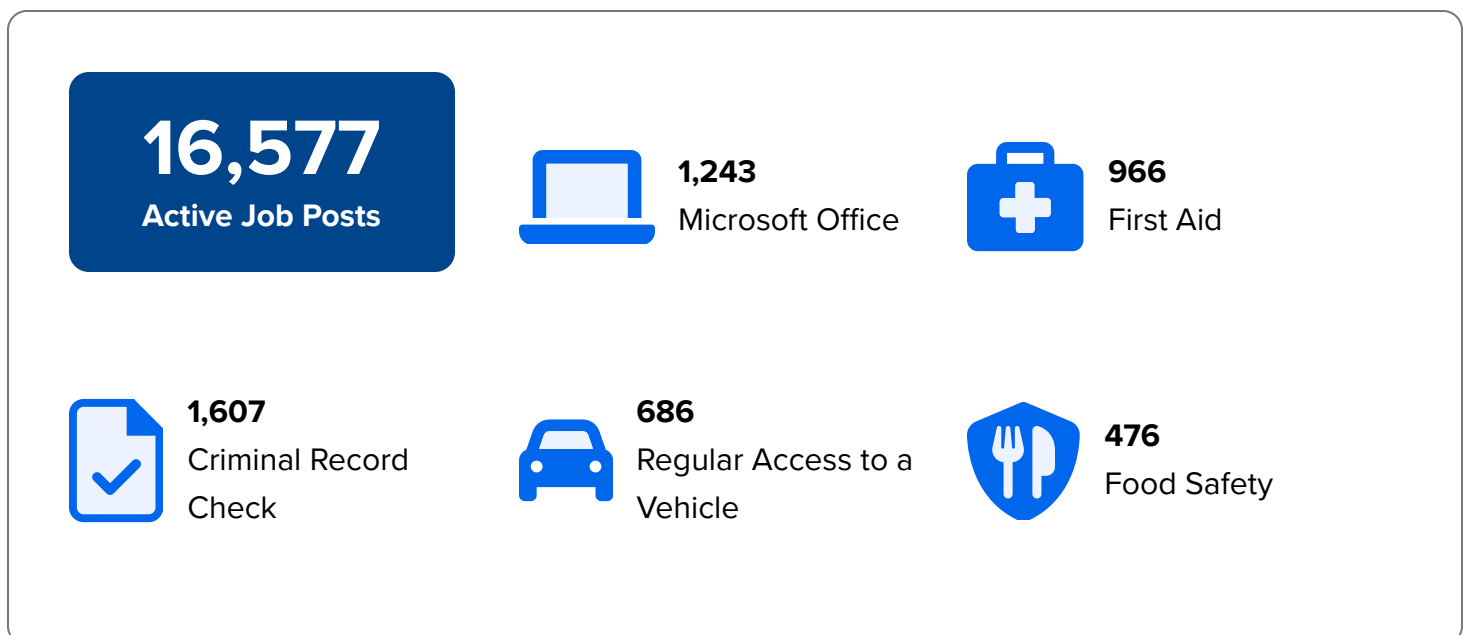 16,577
Active Job Posts
1,243
Microsoft Office
966
First Aid
1,607
Criminal Record
Check
686
Regular Access to a
Vehicle
476
Food Safety